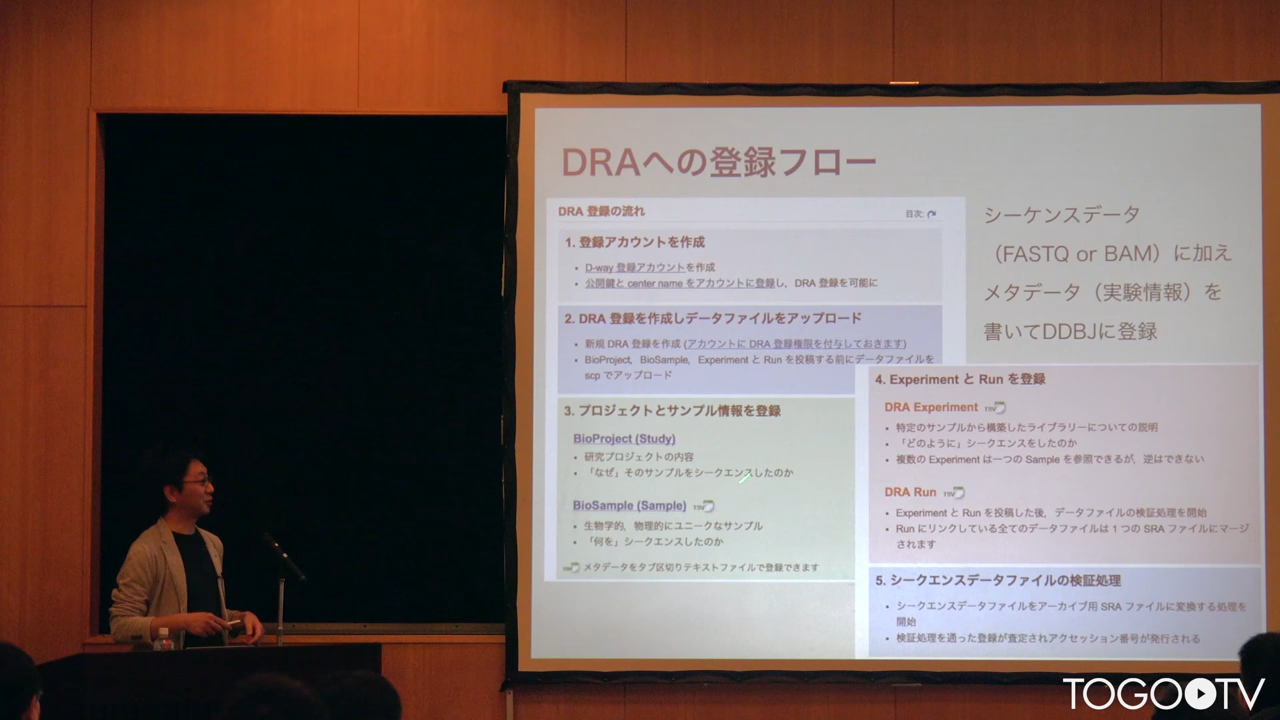 DRAへの登録フロー
DRA 登録の流れ
目次:
1. 登録アカウントを作成
• D-way 登録アカウントを作成
• 公開鍵と center name をアカウントに登録し、DRA 登録を可能に
2. DRA 登録を作成しデータファイルをアップロード
• 新規 DRA 登録を作成 (アカウントに DRA 登録権限を付与しておきます)
• BioProject，BioSample，Experiment と Run を投稿する前にデータファイルを
scp でアップロード
3. プロジェクトとサンプル情報を登録
BioProject (Study)
• 研究プロジェクトの内容
• 「なぜ」そのサンプルをシークエンスしたのか
BioSample (Sample) TSV
• 生物学的，物理的にユニークなサンプル
• 「何を」シークエンスしたのか
TSV メタデータをタブ区切りテキストファイルで登録できます
シーケンスデータ
（FASTQ or BAM）に加え
メタデータ（実験情報）を
書いてDDBJに登録
4. Experiment と Run を登録
DRA Experiment TSV
• 特定のサンプルから構築したライブラリーについての説明
• 「どのように」シークエンスをしたのか
• 複数の Experiment は一つの Sample を参照できるが，逆はできない
DRA Run TSV
• Experiment と Run を投稿した後，データファイルの検証処理を開始
• Run にリンクしている全てのデータファイルは 1 つの SRA ファイルにマージ
されます
5. シークエンスデータファイルの検証処理
• シークエンスデータファイルをアーカイブ用 SRA ファイルに変換する処理を
開始
• 検証処理を通った登録が査定されアクセッション番号が発行される
TOGO TV